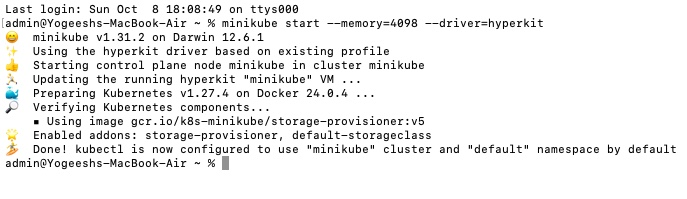 Last login: Sun Oct  8 18:08:49 on ttys000
[admin@Yogeeshs-MacBook-Air ~ % minikube start --memory=4098 --driver=hyperkit
😄  minikube v1.31.2 on Darwin 12.6.1
✨  Using the hyperkit driver based on existing profile
👍  Starting control plane node minikube in cluster minikube
🏃  Updating the running hyperkit "minikube" VM ...
🐳  Preparing Kubernetes v1.27.4 on Docker 24.0.4 ...
🔎  Verifying Kubernetes components...
    ▪ Using image gcr.io/k8s-minikube/storage-provisioner:v5
🌟  Enabled addons: storage-provisioner, default-storageclass
🏄  Done! kubectl is now configured to use "minikube" cluster and "default" namespace by default
admin@Yogeeshs-MacBook-Air ~ %